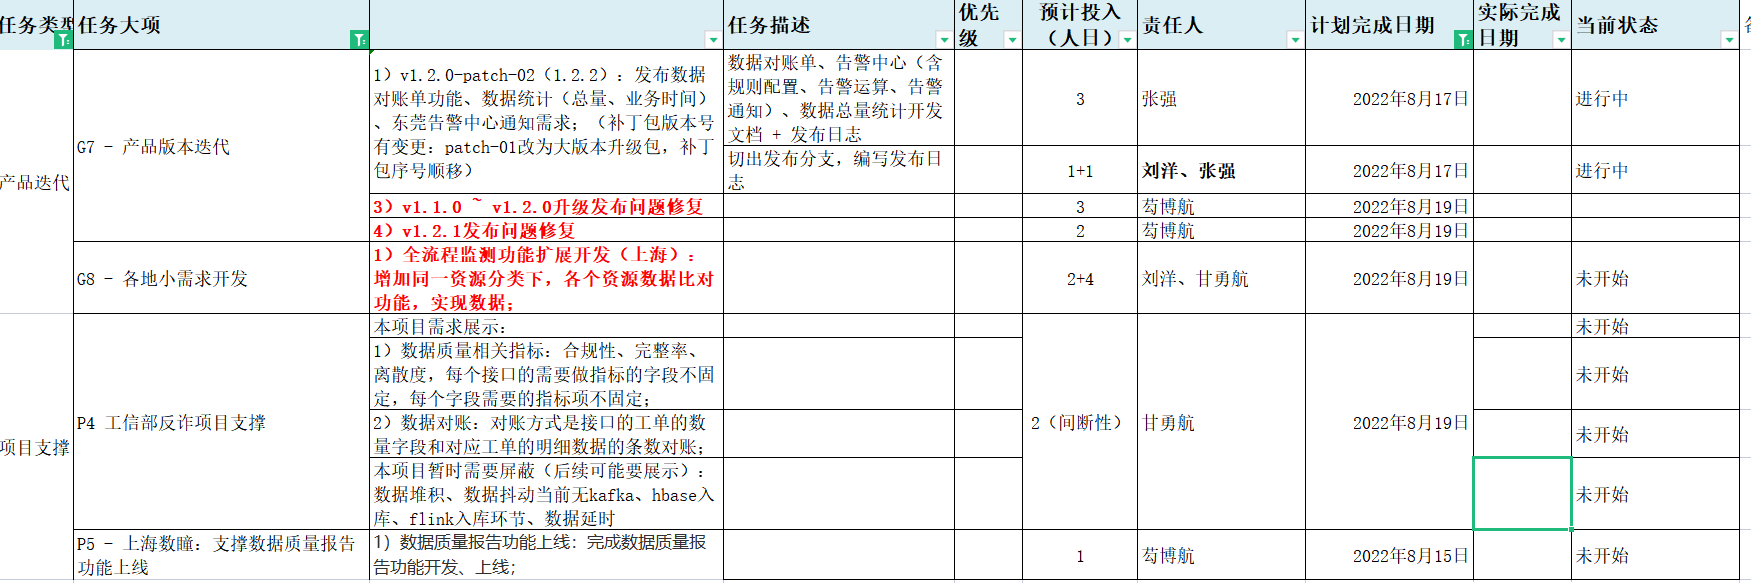 任务类型
任务大项
任务描述
优先
级
预计投入
（人日）
责任人
计划完成日期
实际完成
日期
当前状态
产品迭代
G7 - 产品版本迭代
1）v1.2.0-patch-02（1.2.2）：发布数据
对账单功能、数据统计（总量、业务时间）
、东莞告警中心通知需求；（补丁包版本号
有变更：patch-01改为大版本升级包，补丁
包序号顺移）
数据对账单、告警中心（含
规则配置、告警运算、告警
通知）、数据总量统计开发
文档 + 发布日志
3
张强
2022年8月17日
进行中
切出发布分支，编写发布日
志
1+1
刘洋、张强
2022年8月17日
进行中
3）v1.1.0 ~ v1.2.0升级发布问题修复
3
苟博航
2022年8月19日
4）v1.2.1发布问题修复
2
苟博航
2022年8月19日
G8 - 各地小需求开发
1）全流程监测功能扩展开发（上海）：
增加同一资源分类下，各个资源数据比对
功能，实现数据；
2+4
刘洋、甘勇航
2022年8月19日
未开始
项目支撑
P4 工信部反诈项目支撑
本项目需求展示：
未开始
1）数据质量相关指标：合规性、完整率、
离散度，每个接口的需要做指标的字段不固
定，每个字段需要的指标项不固定；
未开始
2）数据对账：对账方式是接口的工单的数
量字段和对应工单的明细数据的条数对账；
2（间断性）
甘勇航
2022年8月19日
未开始
本项目暂时需要屏蔽（后续可能要展示）：
数据堆积、数据抖动当前无kafka、hbase入
库、flink入库环节、数据延时
未开始
P5 - 上海数瞳：支撑数据质量报告
功能上线
1）数据质量报告功能上线：完成数据质量报
告功能开发、上线；
1
苟博航
2022年8月15日
未开始